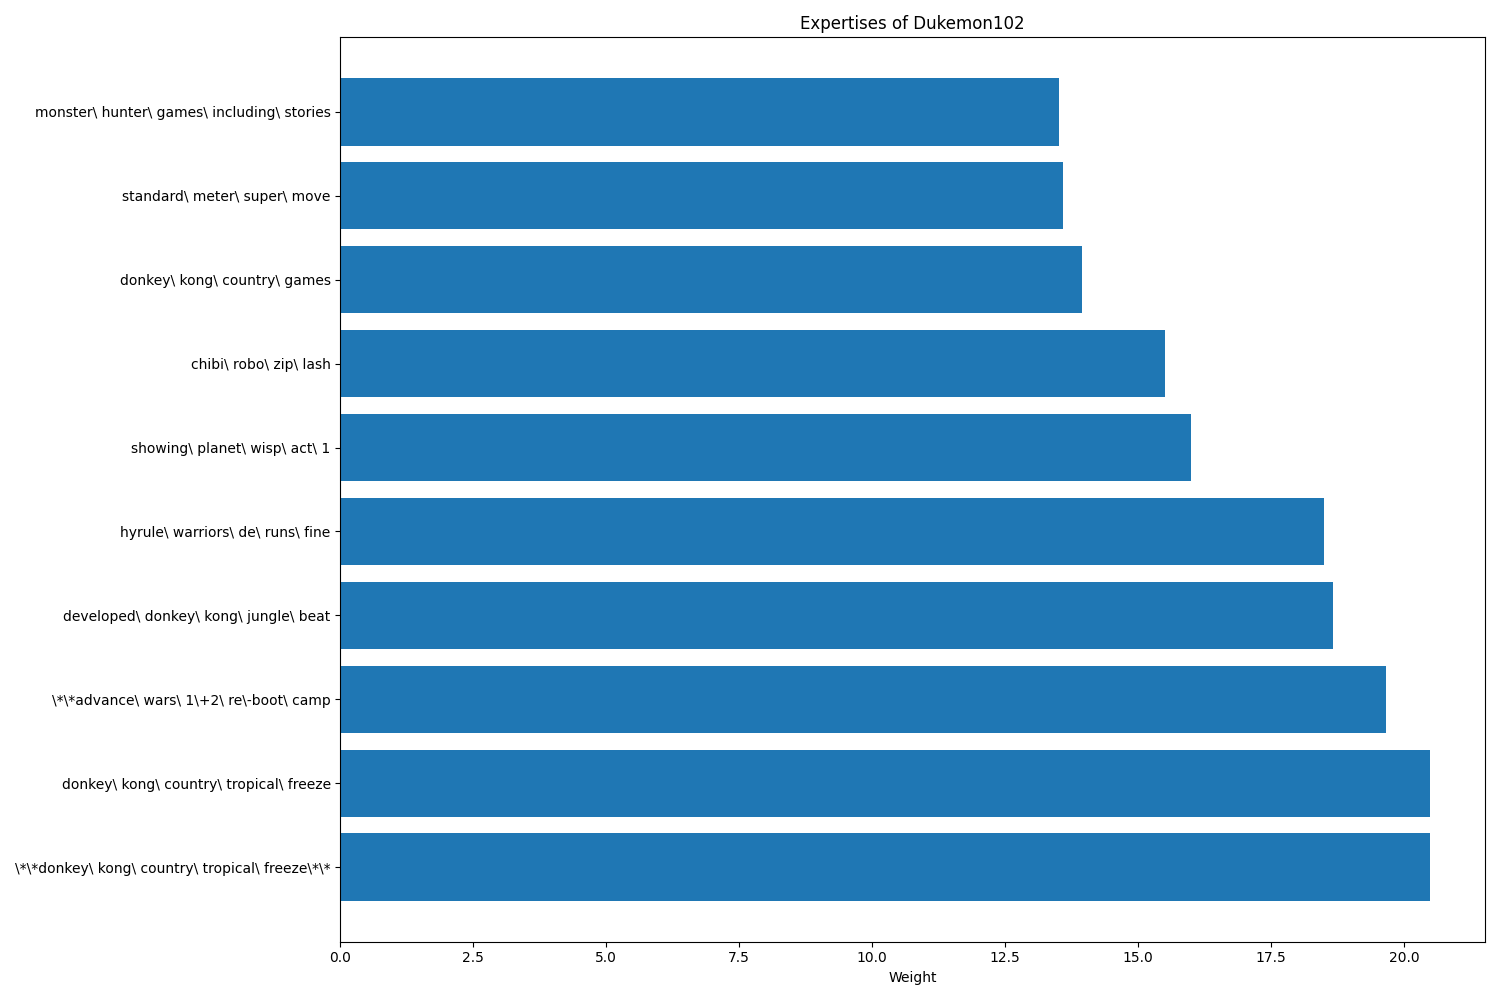 Expertises of Dukemon102
monster\ hunter\ games\ including\ stories
standard\ meter\ super\ move
donkey\ kong\ country\ games
chibi\ robo\ zip\ lash
showing\ planet\ wisp\ act\ 1
hyrule\ warriors\ de\ runs\ fine
developed\ donkey\ kong\ jungle\ beat
\*\*advance\ wars\ 1\+2\ re\-boot\ camp
donkey\ kong\ country\ tropical\ freeze
\*\*donkey\ kong\ country\ tropical\ freeze\*\*
0.0 2.5 5.0 7.5 10.0 12.5 15.0 17.5 20.0
Weight